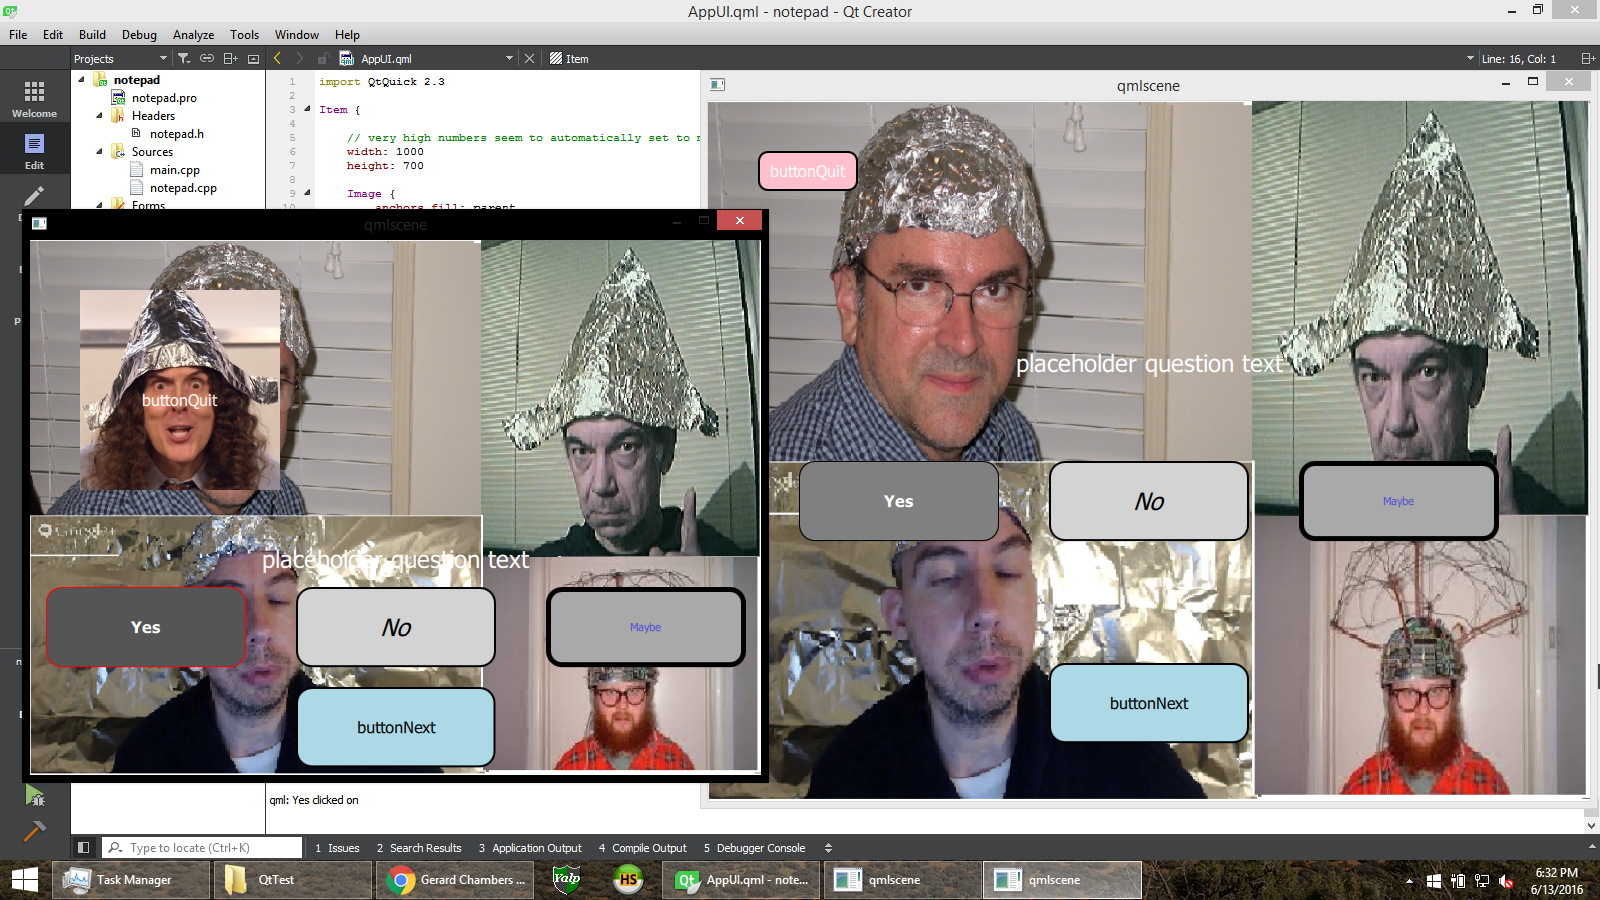 AppUI.qml - notepad - Qt Creator
File Edit Build Debug Analyze Tools Window Help
Projects AppUI.qml Item Line: 16, Col: 1
Welcome
Edit
notepad
notepad.pro
Headers
notepad.h
Sources
main.cpp
notepad.cpp
Forms
1 import QtQuick 2.3
2
3 Item {
4
5 // very high numbers seem to automatically set to
6 width: 1000
7 height: 700
8
9 Image {
10 anchors.fill: parent
qmlscene
buttonQuit
placeholder question text
Yes
No
Maybe
buttonNext
qmlscene
buttonQuit
placeholder question text
Yes
No
Maybe
buttonNext
qml: Yes clicked on
Type to locate (Ctrl+K) 1 Issues 2 Search Results 3 Application Output 4 Compile Output 5 Debugger Console
Task Manager QtTest Gerard Chambers ... Yalp HS AppUI.qml - note... qmlscene qmlscene
6:32 PM
6/13/2016